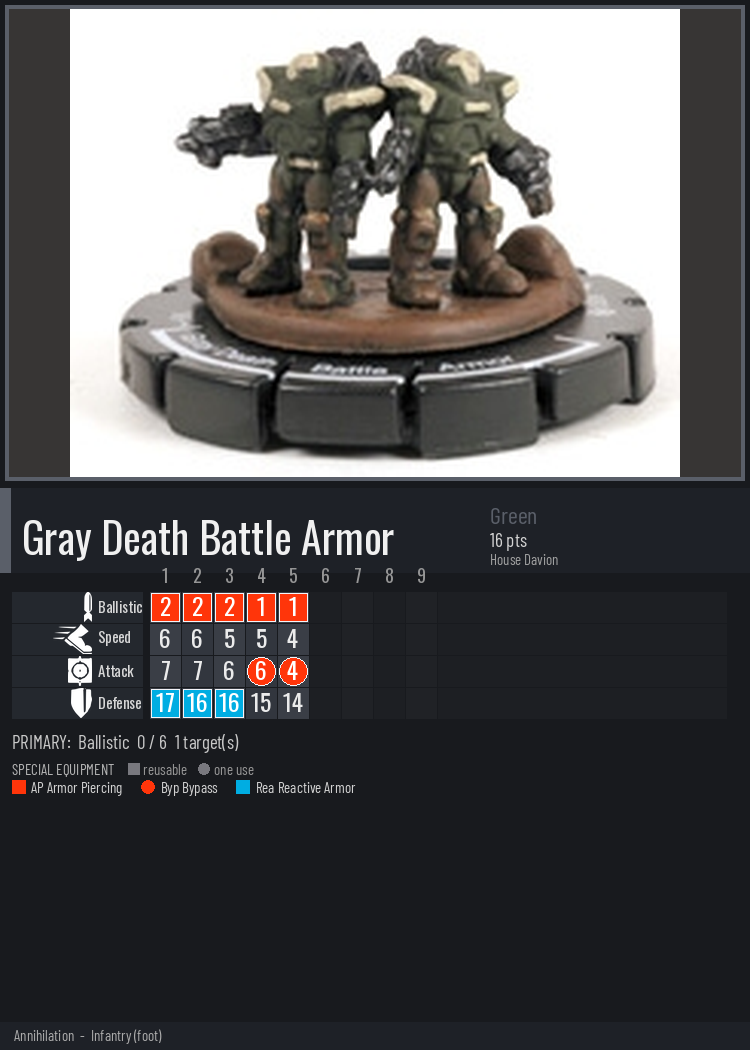 Gray Death Battle Armor
Gray Death Battle Armor
Green
16 pts
House Davion
1 2 3 4 5 6 7 8 9
Ballistic 2 2 2 1 1
Speed 6 6 5 5 4
Attack 7 7 6 6 4
Defense 17 16 16 15 14
PRIMARY: Ballistic 0 / 6 1 target(s)
SPECIAL EQUIPMENT reusable one use
AP Armor Piercing Byp Bypass Rea Reactive Armor
Annihilation - Infantry (foot)